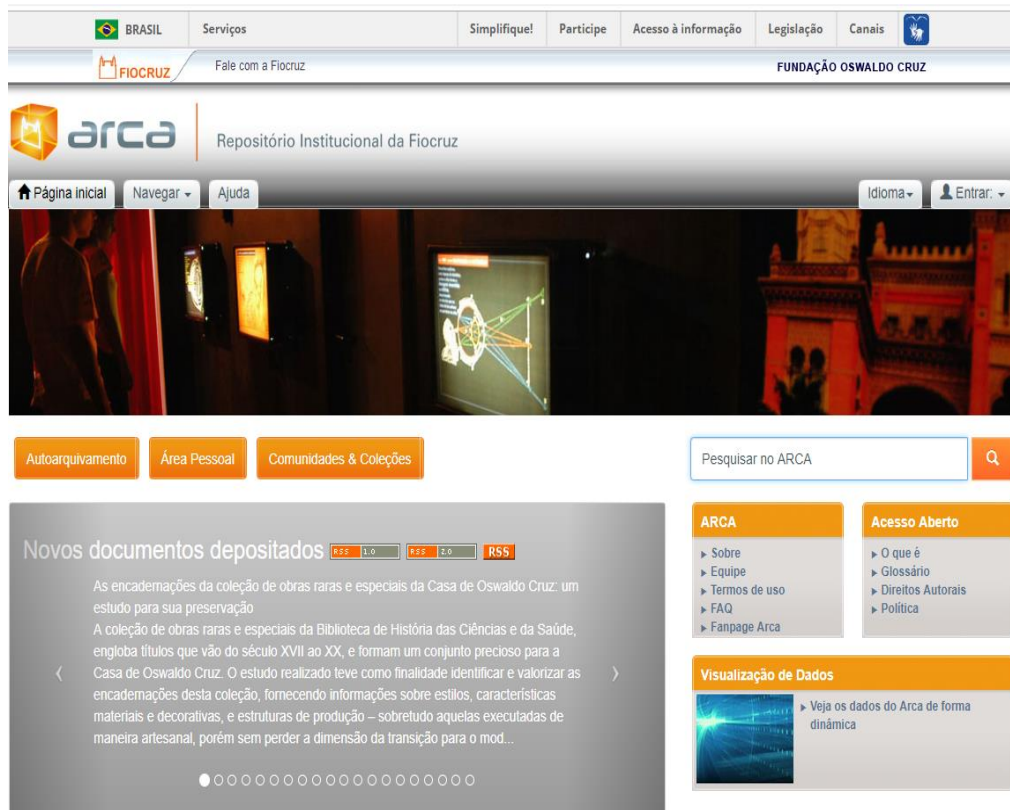 BRASIL Serviços Simplifique! Participe Acesso à informação Legislação Canais
FIOCRUZ Fale com a Fiocruz FUNDAÇÃO OSWALDO CRUZ
arca Repositório Institucional da Fiocruz
Página inicial Navegar Ajuda Idioma Entrar:
Autoarquivamento Área Pessoal Comunidades & Coleções
Pesquisar no ARCA
Novos documentos depositados RSS 1.0 RSS 2.0 RSS
As encadernações da coleção de obras raras e especiais da Casa de Oswaldo Cruz: um
estudo para sua preservação
A coleção de obras raras e especiais da Biblioteca de História das Ciências e da Saúde,
engloba títulos que vão do século XVII ao XX, e formam um conjunto precioso para a
Casa de Oswaldo Cruz. O estudo realizado teve como finalidade identificar e valorizar as
encadernações desta coleção, fornecendo informações sobre estilos, características
materiais e decorativas, e estruturas de produção – sobretudo aquelas executadas de
maneira artesanal, porém sem perder a dimensão da transição para o mod...
ARCA
Sobre
Equipe
Termos de uso
FAQ
Fanpage Arca
Acesso Aberto
O que é
Glossário
Direitos Autorais
Política
Visualização de Dados
Veja os dados do Arca de forma
dinâmica